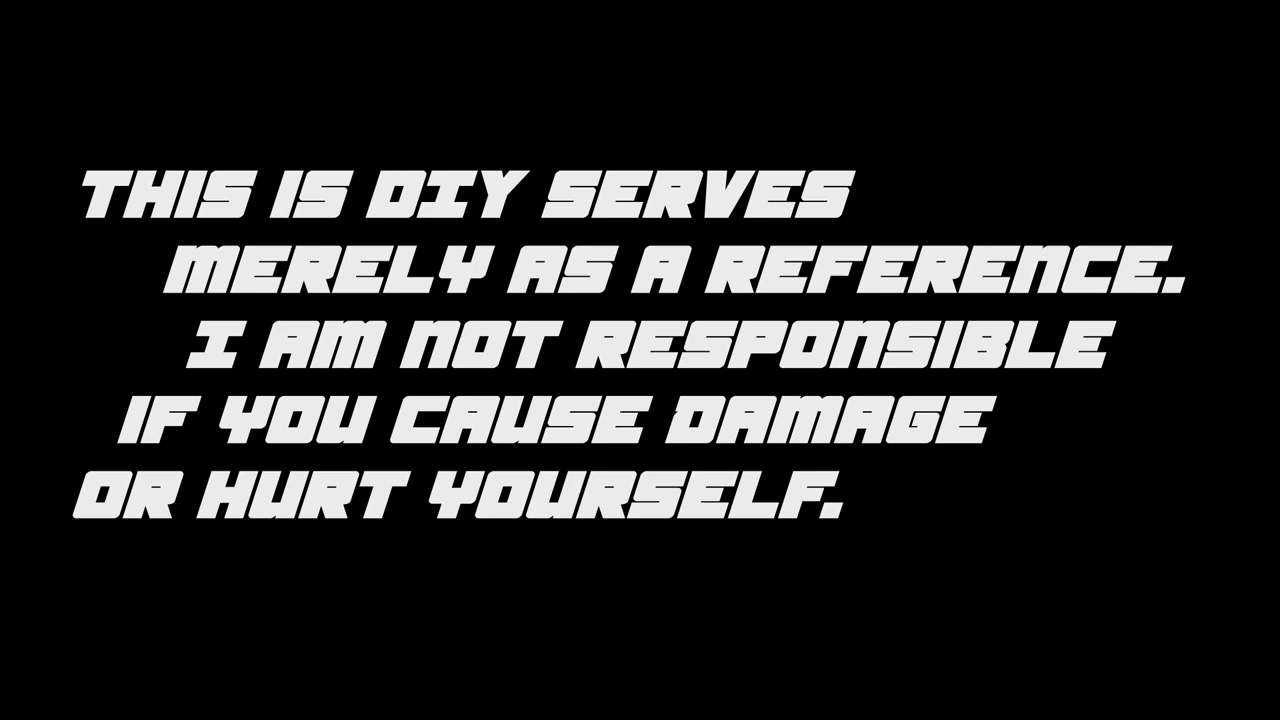 THIS IS DIY SERVES
MERELY AS A REFERENCE.
I AM NOT RESPONSIBLE
IF YOU CAUSE DAMAGE
OR HURT YOURSELF.